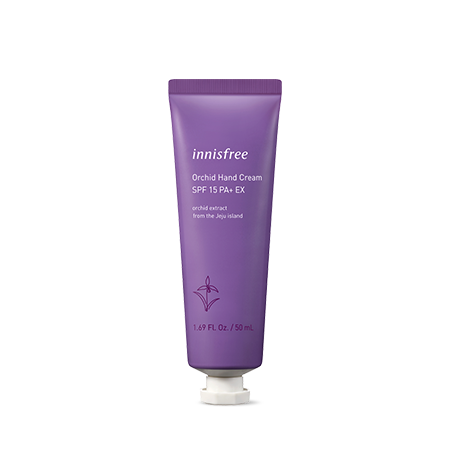 innisfree
Orchid Hand Cream
SPF 15 PA+ EX
orchid extract
from the Jeju island
1.69 Fl. Oz. / 50 mL